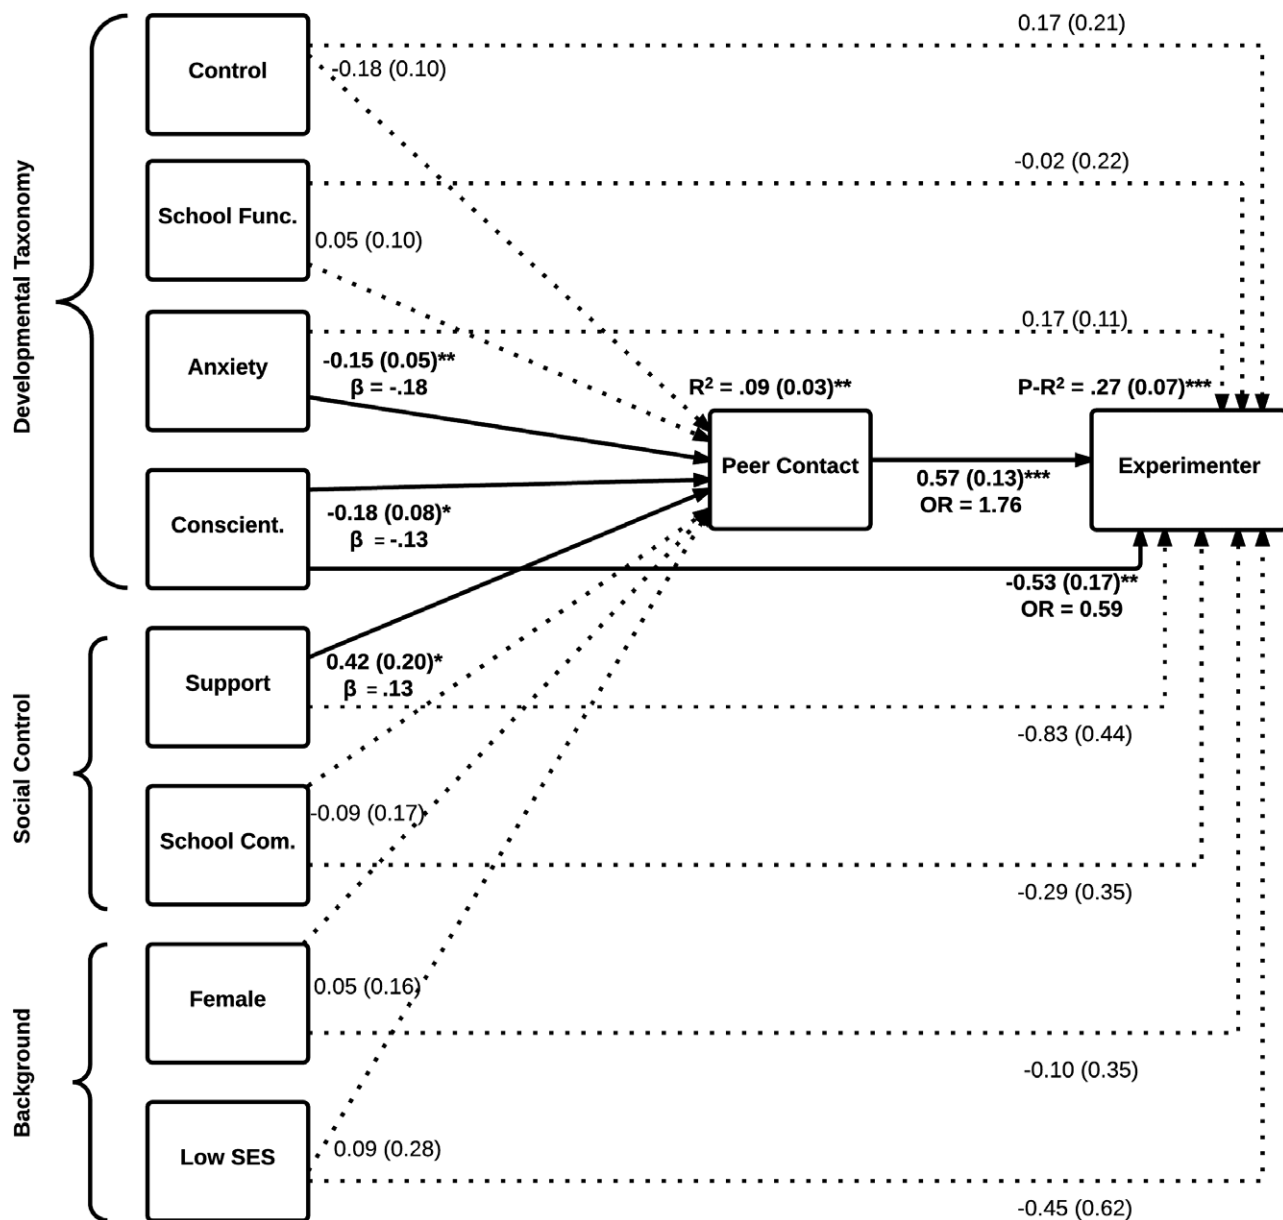 Developmental Taxonomy
Social Control
Background
Control
School Func.
Anxiety
Conscient.
Support
School Com.
Female
Low SES
0.17 (0.21)
-0.18 (0.10)
-0.02 (0.22)
0.05 (0.10)
0.17 (0.11)
-0.15 (0.05)**
β = -.18
R² = .09 (0.03)**
P-R² = .27 (0.07)***
Peer Contact
Experimenter
0.57 (0.13)***
OR = 1.76
-0.18 (0.08)*
β = -.13
-0.53 (0.17)**
OR = 0.59
0.42 (0.20)*
β = .13
-0.83 (0.44)
-0.09 (0.17)
-0.29 (0.35)
0.05 (0.16)
-0.10 (0.35)
0.09 (0.28)
-0.45 (0.62)